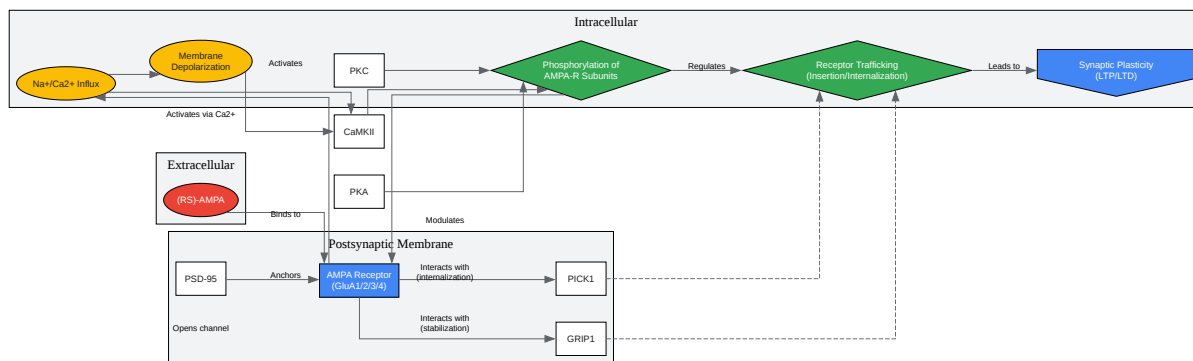 Intracellular
Membrane
Depolarization
Na+/Ca2+ Influx
Activates
PKC
Phosphorylation of
AMPA-R Subunits
Regulates
Receptor Trafficking
(Insertion/Internalization)
Leads to
Synaptic Plasticity
(LTP/LTD)
Activates via Ca2+
CaMKII
Extracellular
(RS)-AMPA
PKA
Binds to
Modulates
Postsynaptic Membrane
PSD-95
Anchors
AMPA Receptor
(GluA1/2/3/4)
Interacts with
(internalization)
PICK1
Opens channel
Interacts with
(stabilization)
GRIP1